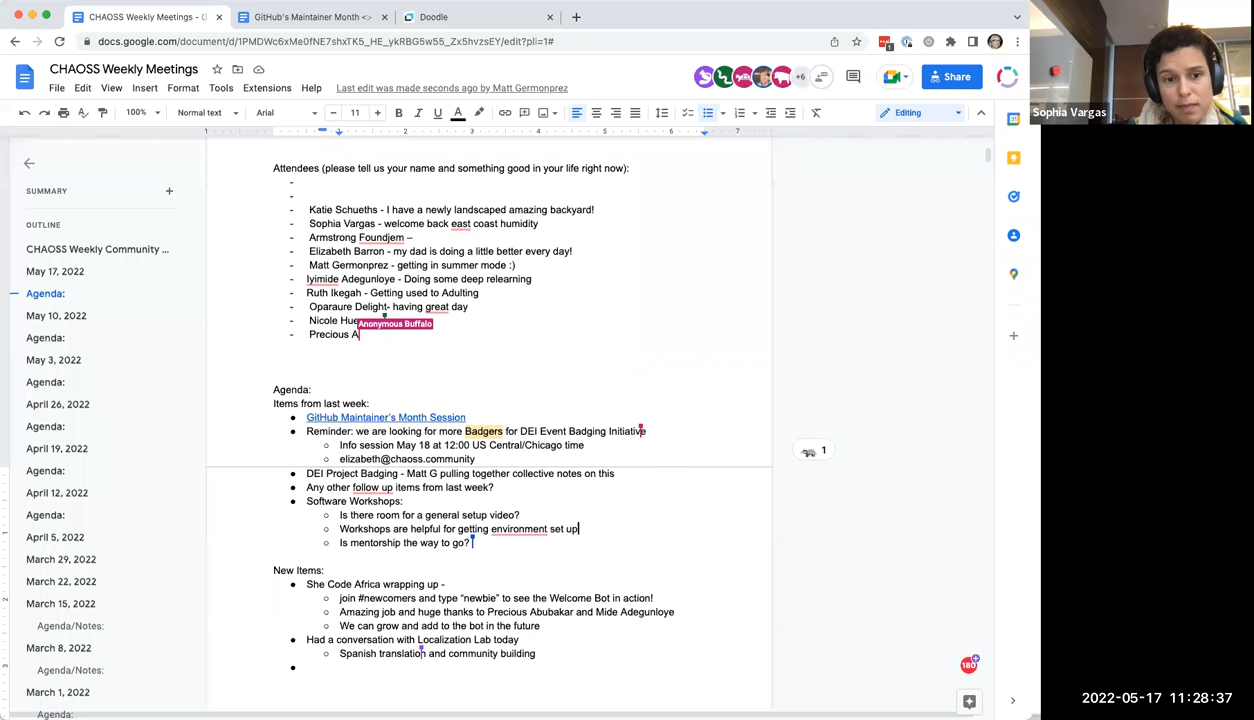 CHAOSS Weekly Meetings - G
GitHub's Maintainer Month <>
Doodle
docs.google.com/document/d/1PMDWc6xMe0fNE7shxTK5_HE_ykRBG5w55_Zx5hvzsEY/edit?pli=1#
1
CHAOSS Weekly Meetings
File Edit View Insert Format Tools Extensions Help
Last edit was made seconds ago by Matt Germonprez
+6
Share
Sophia Vargas
100%
Normal text
Arial
11
B I U A
Editing
1 2 3 4 5 6 7
SUMMARY
OUTLINE
CHAOSS Weekly Community ...
May 17, 2022
Agenda:
May 10, 2022
Agenda:
May 3, 2022
Agenda:
April 26, 2022
Agenda:
April 19, 2022
Agenda:
April 12, 2022
Agenda:
April 5, 2022
March 29, 2022
March 22, 2022
March 15, 2022
Agenda/Notes:
March 8, 2022
Agenda/Notes:
March 1, 2022
Agenda:
Attendees (please tell us your name and something good in your life right now):
-
-
- Katie Schueths - I have a newly landscaped amazing backyard!
- Sophia Vargas - welcome back east coast humidity
- Armstrong Foundjem –
- Elizabeth Barron - my dad is doing a little better every day!
- Matt Germonprez - getting in summer mode :)
- Iyimide Adegunloye - Doing some deep relearning
- Ruth Ikegah - Getting used to Adulting
- Oparaure Delight- having great day
- Nicole Hue
Anonymous Buffalo
- Precious A
Agenda:
Items from last week:
● GitHub Maintainer's Month Session
● Reminder: we are looking for more Badgers for DEI Event Badging Initiative
○ Info session May 18 at 12:00 US Central/Chicago time
○ elizabeth@chaoss.community
● DEI Project Badging - Matt G pulling together collective notes on this
● Any other follow up items from last week?
● Software Workshops:
○ Is there room for a general setup video?
○ Workshops are helpful for getting environment set up
○ Is mentorship the way to go?
New Items:
● She Code Africa wrapping up -
○ join #newcomers and type “newbie” to see the Welcome Bot in action!
○ Amazing job and huge thanks to Precious Abubakar and Mide Adegunloye
○ We can grow and add to the bot in the future
● Had a conversation with Localization Lab today
○ Spanish translation and community building
●
1
180
2022-05-17 11:28:37